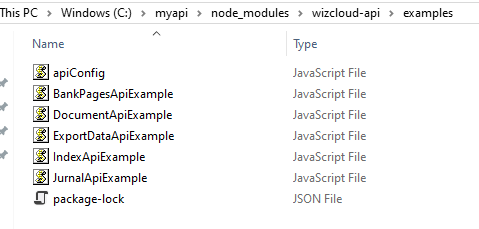 This PC > Windows (C:) > myapi > node_modules > wizcloud-api > examples
Name Type
apiConfig JavaScript File
BankPagesApiExample JavaScript File
DocumentApiExample JavaScript File
ExportDataApiExample JavaScript File
IndexApiExample JavaScript File
JurnalApiExample JavaScript File
package-lock JSON File